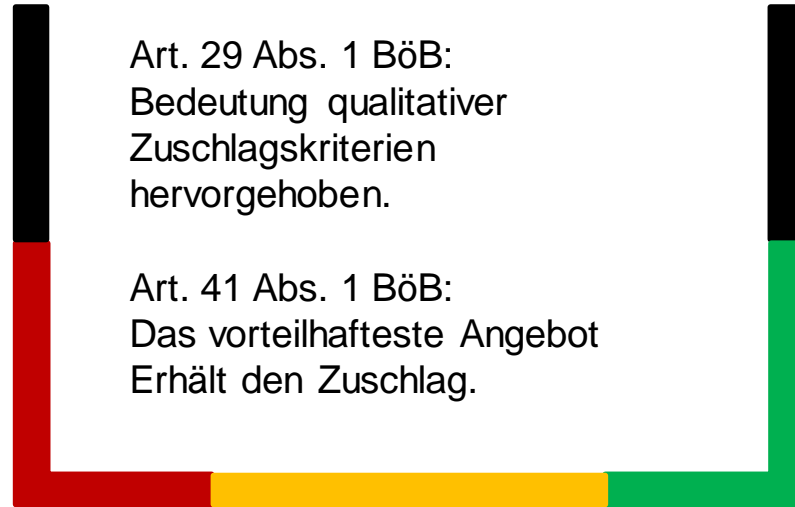 Art. 29 Abs. 1 BöB:
Bedeutung qualitativer
Zuschlagskriterien
hervorgehoben.
Art. 41 Abs. 1 BöB:
Das vorteilhafteste Angebot
Erhält den Zuschlag.